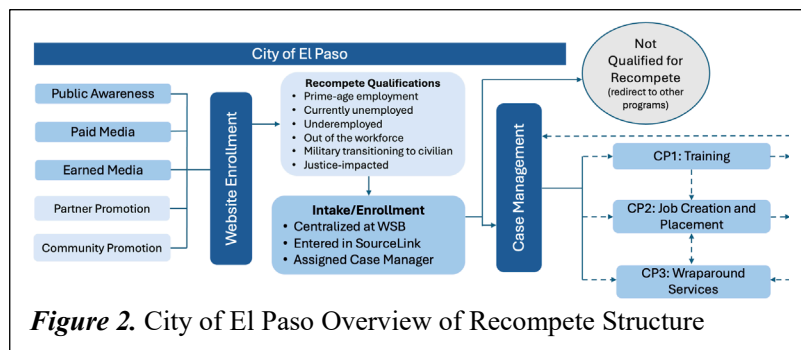 City of El Paso
Public Awareness
Paid Media
Earned Media
Partner Promotion
Community Promotion
Website Enrollment
Recompete Qualifications
• Prime-age employment
• Currently unemployed
• Underemployed
• Out of the workforce
• Military transitioning to civilian
• Justice-impacted
Intake/Enrollment
• Centralized at WSB
• Entered in SourceLink
• Assigned Case Manager
Not
Qualified for
Recompete
(redirect to other
programs)
Case Management
CP1: Training
CP2: Job Creation and
Placement
CP3: Wraparound
Services
Figure 2. City of El Paso Overview of Recompete Structure